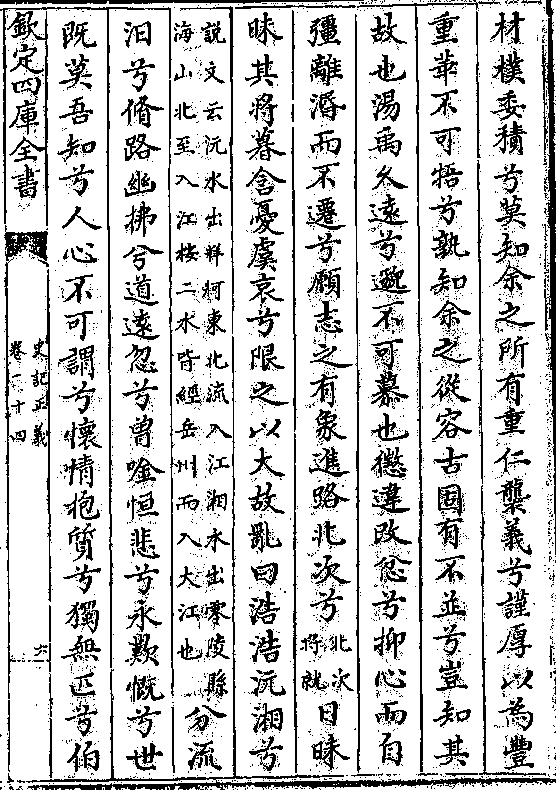 材樸委積兮莫知余之所有重仁襲義兮謹厚以為豐
重華不可牾兮孰知余之從容古固有不並兮豈知其
故也湯禹久遠兮邈不可慕也懲違改忿兮抑心而自
彊離湣而不遷兮願志之有象進路北次兮
北次
將就
日昧
昧其將暮含憂虞哀兮限之以大故亂曰浩浩沅湘兮
說文云沅水出牂柯東北流入江湘水出零陵縣
海山北至入江按二水皆經岳州而入大江也
分流
汨兮脩路幽拂兮道遠忽兮曾唫恒悲兮永歎慨兮世
既莫吾知兮人心不可謂兮懷情抱質兮獨無匹兮伯
欽定四庫全書
史記正義
卷 十四
六